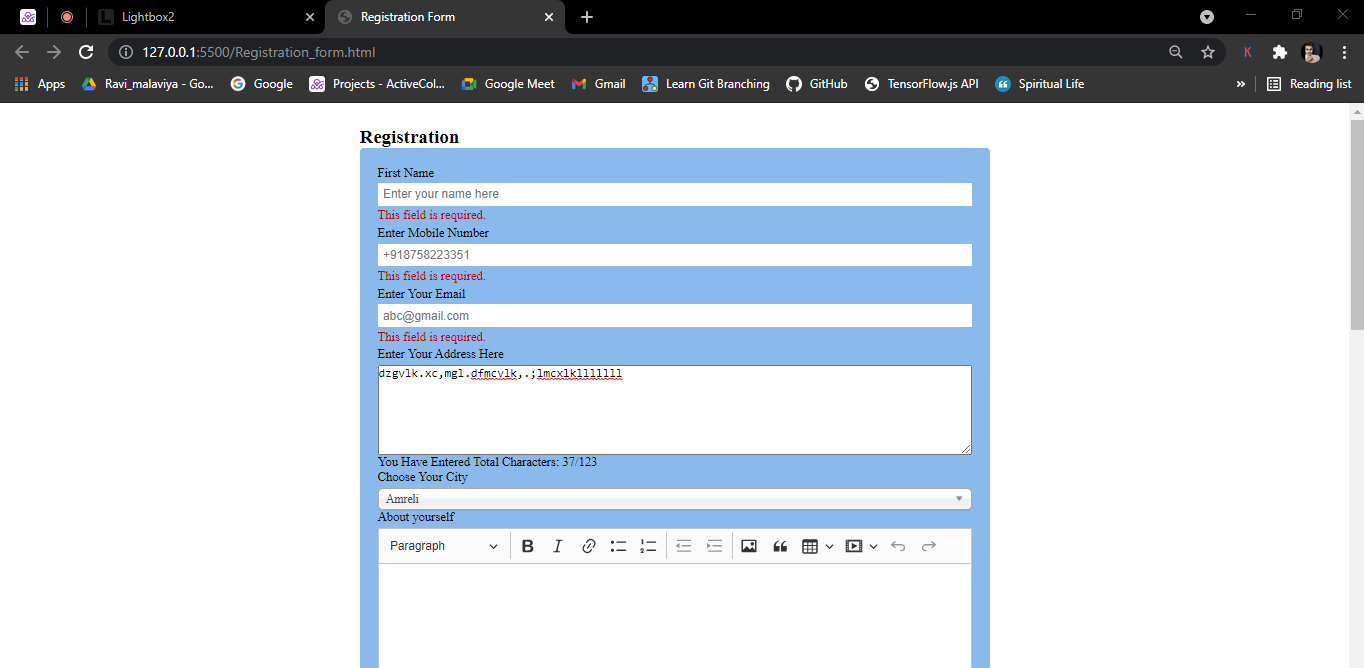 Lightbox2
Registration Form
127.0.0.1:5500/Registration_form.html
K
Apps
Ravi_malaviya - Go...
Google
Projects - ActiveCol...
Google Meet
Gmail
Learn Git Branching
GitHub
TensorFlow.js API
Spiritual Life
»
Reading list
Registration
First Name
Enter your name here
This field is required.
Enter Mobile Number
+918758223351
This field is required.
Enter Your Email
abc@gmail.com
This field is required.
Enter Your Address Here
dzgvlk.xc,mgl.dfmcvlk,.;lmcxlklllllll
You Have Entered Total Characters: 37/123
Choose Your City
Amreli
About yourself
Paragraph
B I